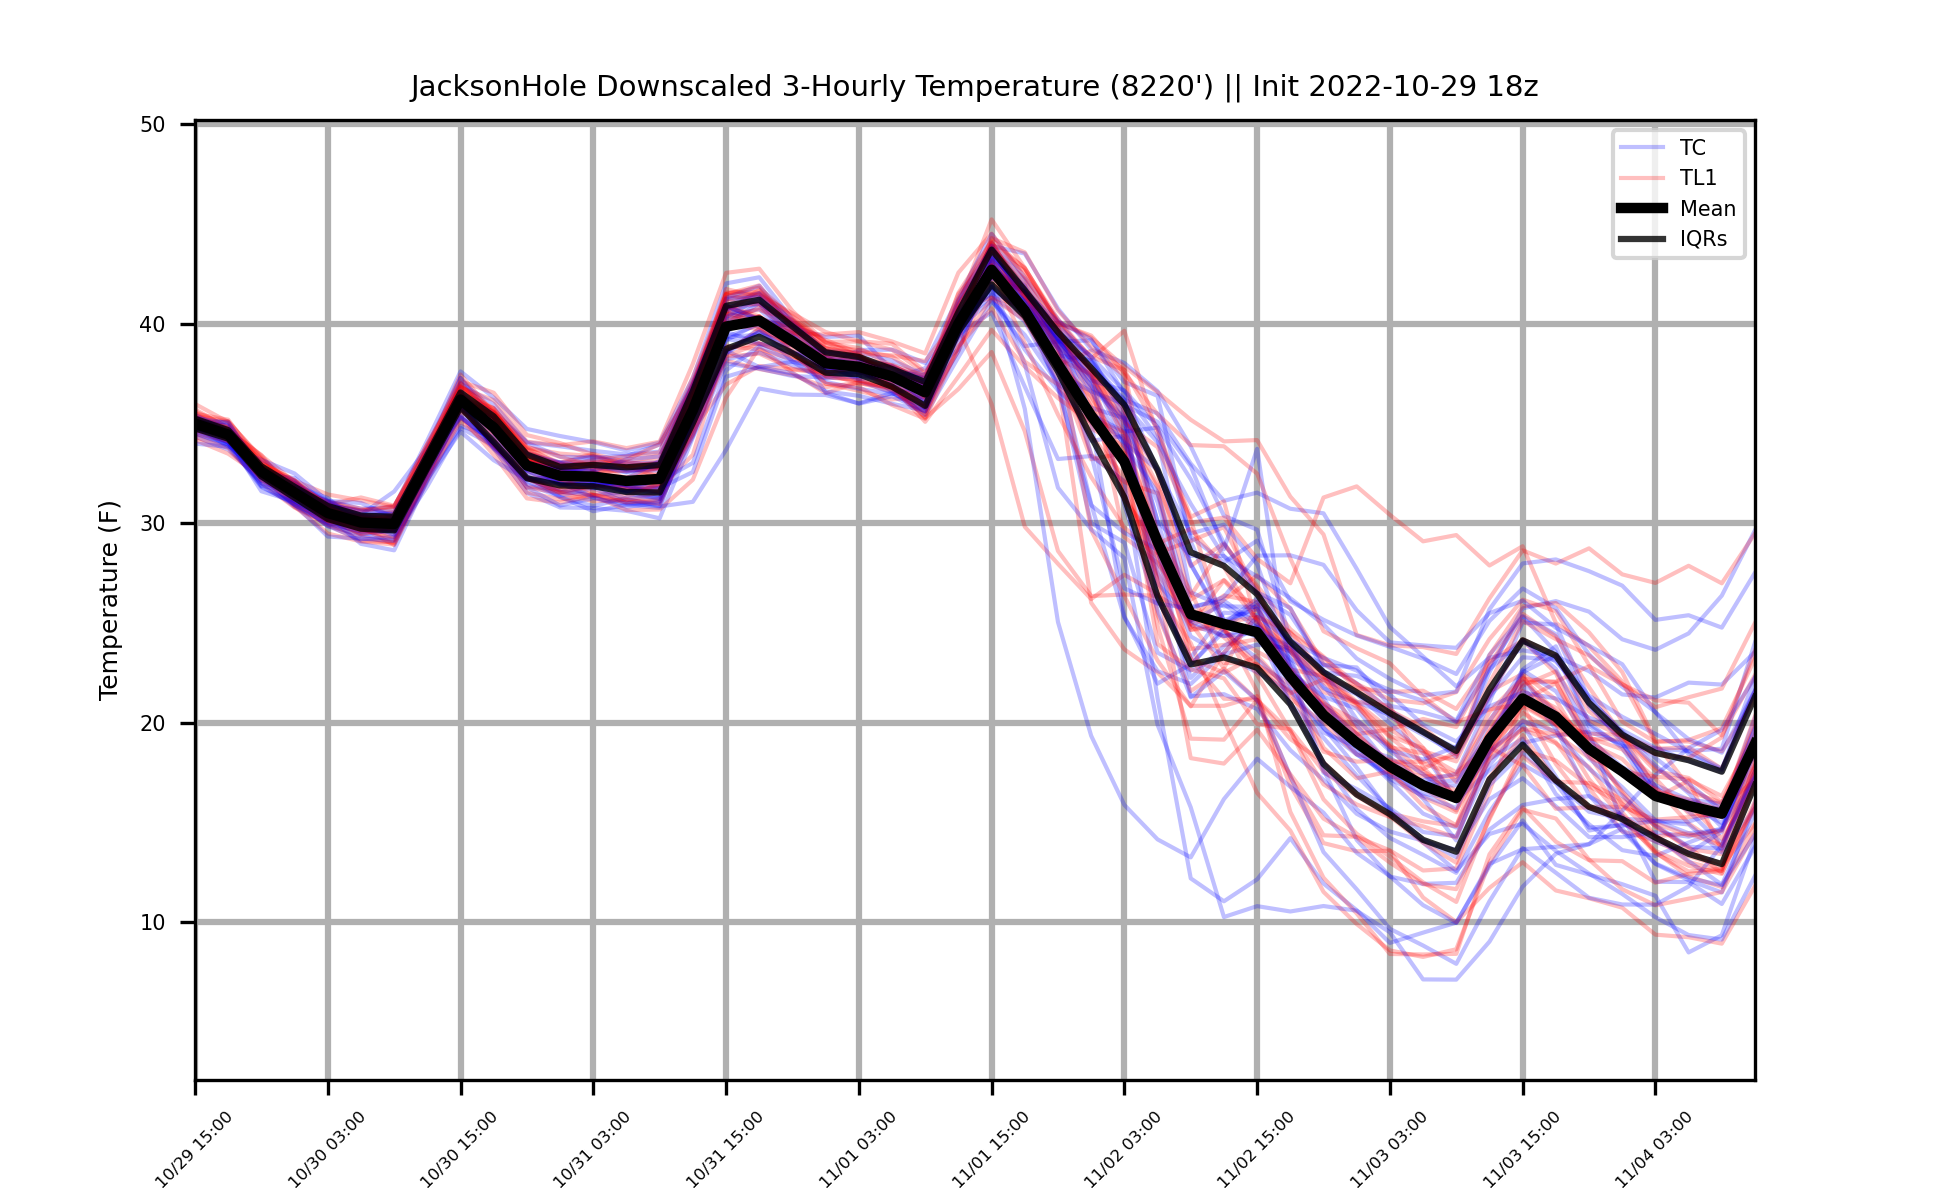 JacksonHole Downscaled 3-Hourly Temperature (8220') || Init 2022-10-29 18z
TC
TL1
Mean
IQRs
Temperature (F)
50
40
30
20
10
10/29 15:00
10/30 03:00
10/30 15:00
10/31 03:00
10/31 15:00
11/01 03:00
11/01 15:00
11/02 03:00
11/02 15:00
11/03 03:00
11/03 15:00
11/04 03:00